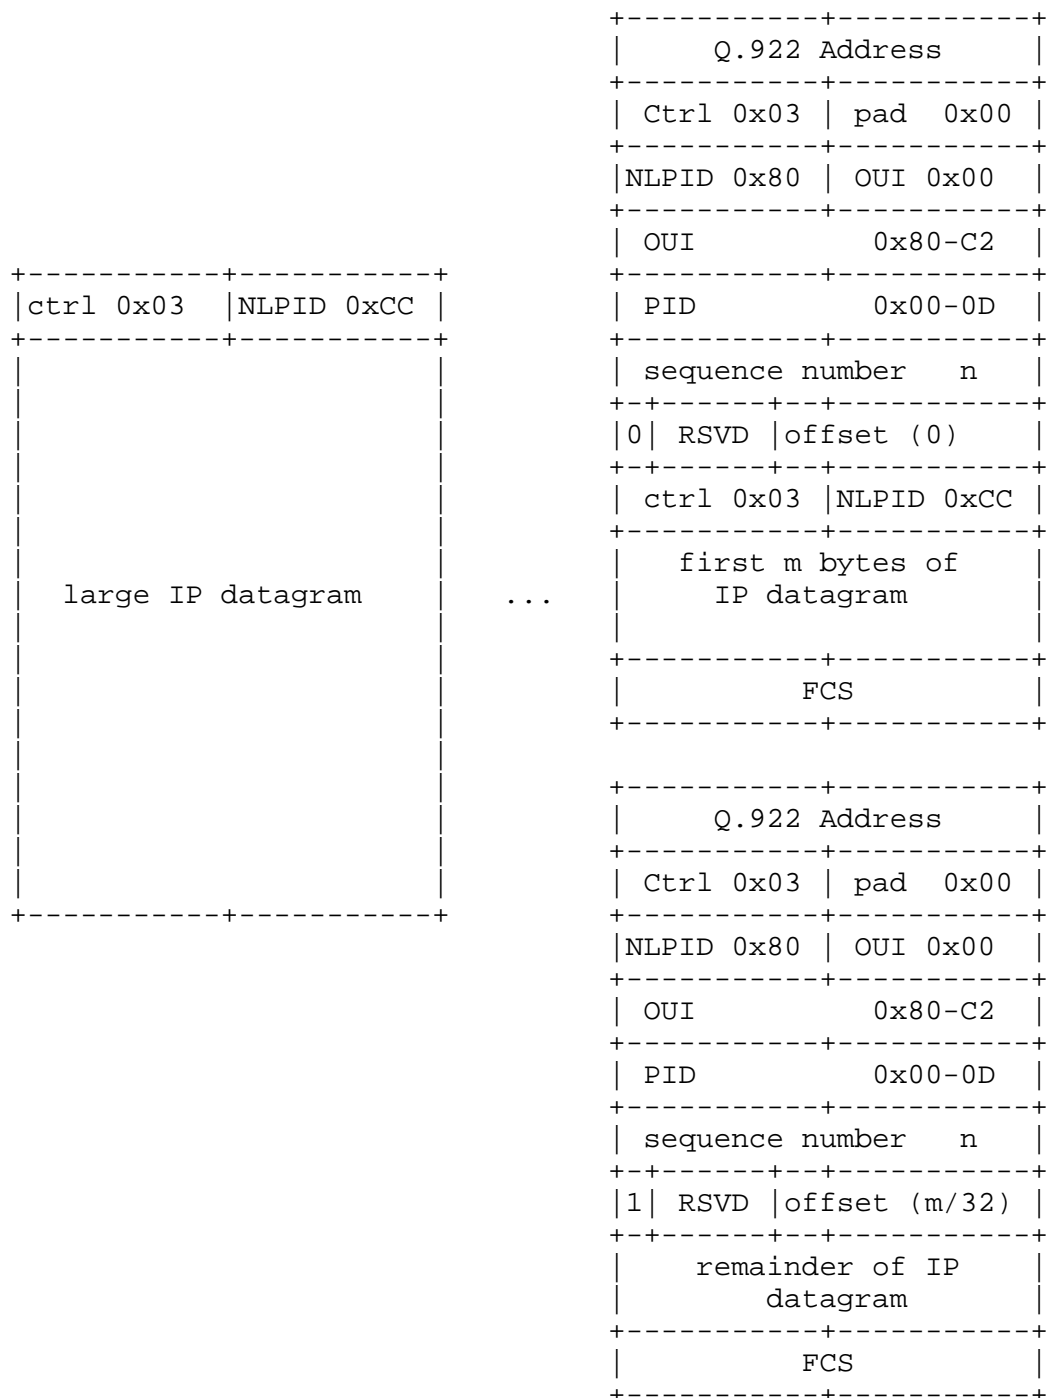 Q.922 Address
Ctrl 0x03 | pad 0x00
NLPID 0x80 | OUI 0x00
OUI 0x80-C2
ctrl 0x03 |NLPID 0xCC
PID 0x00-0D
sequence number n
|0| RSVD |offset (0)
ctrl 0x03 |NLPID 0xCC
first m bytes of
large IP datagram ... IP datagram
FCS
Q.922 Address
Ctrl 0x03 | pad 0x00
NLPID 0x80 | OUI 0x00
OUI 0x80-C2
PID 0x00-0D
sequence number n
|1| RSVD |offset (m/32)
remainder of IP
datagram
FCS